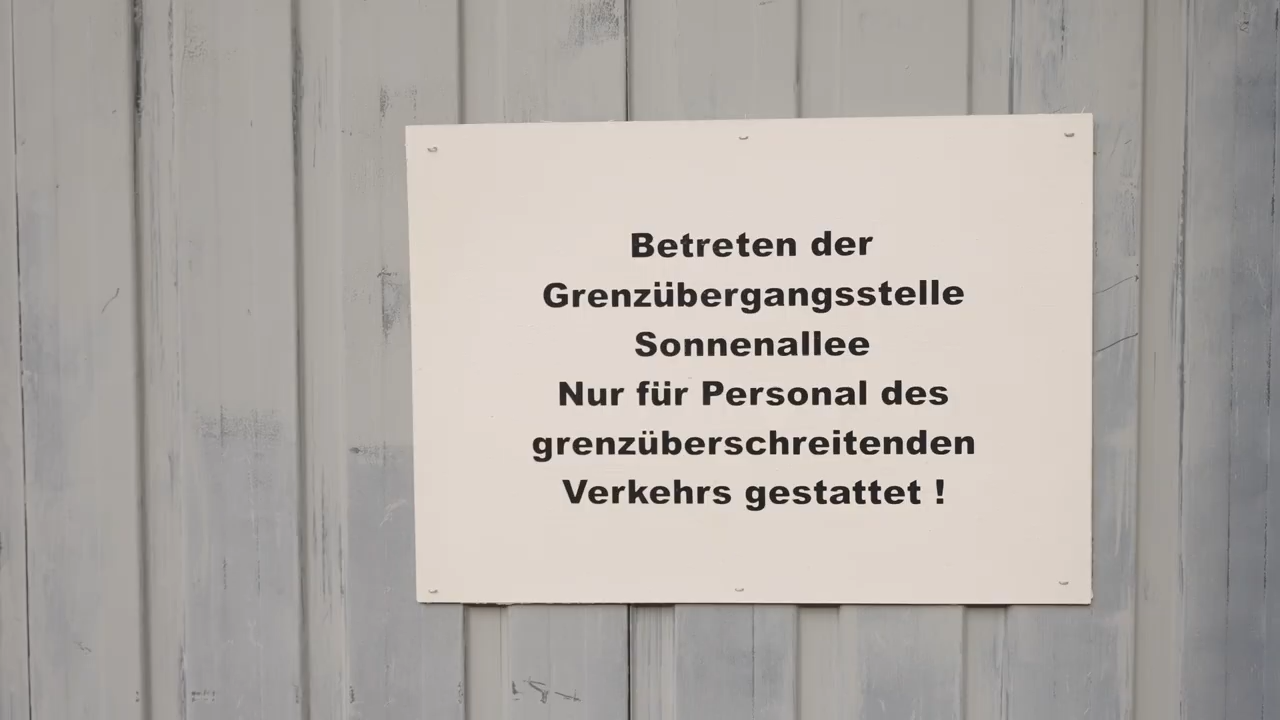 Betreten der
Grenzübergangsstelle
Sonnenallee
Nur für Personal des
grenzüberschreitenden
Verkehrs gestattet !